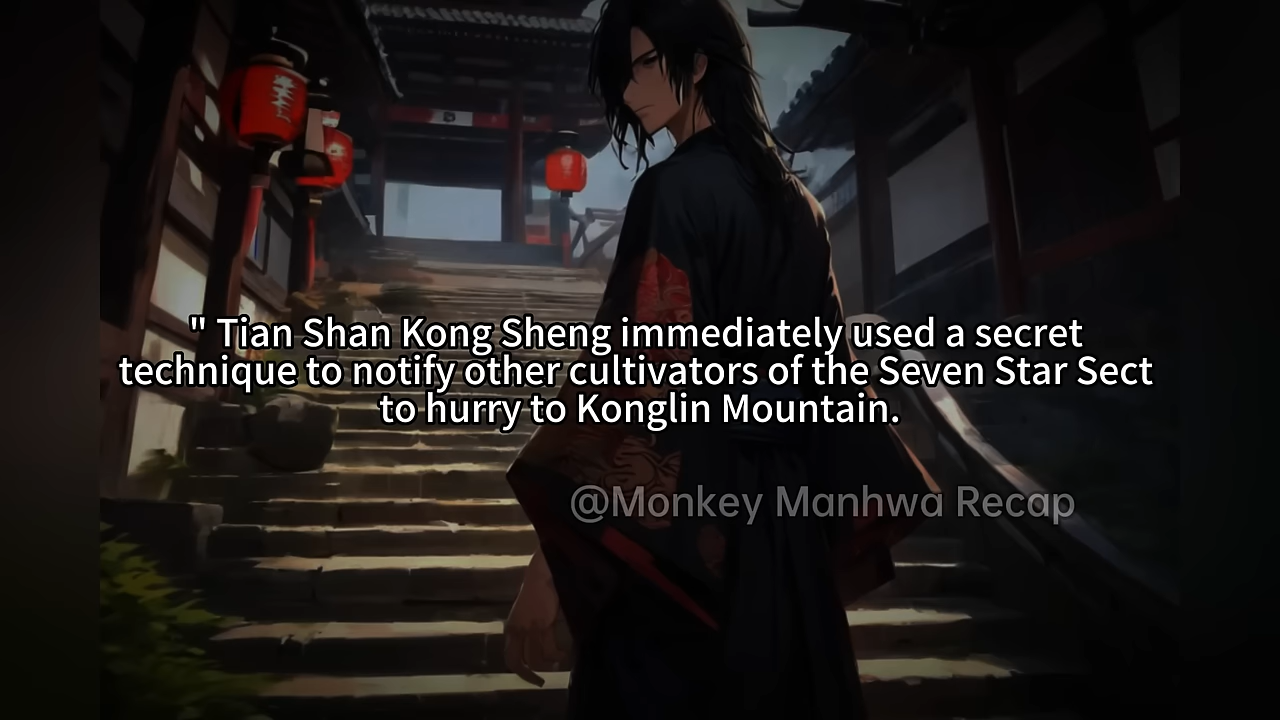 " Tian Shan Kong Sheng immediately used a secret
technique to notify other cultivators of the Seven Star Sect
to hurry to Konglin Mountain.
@Monkey Manhwa Recap